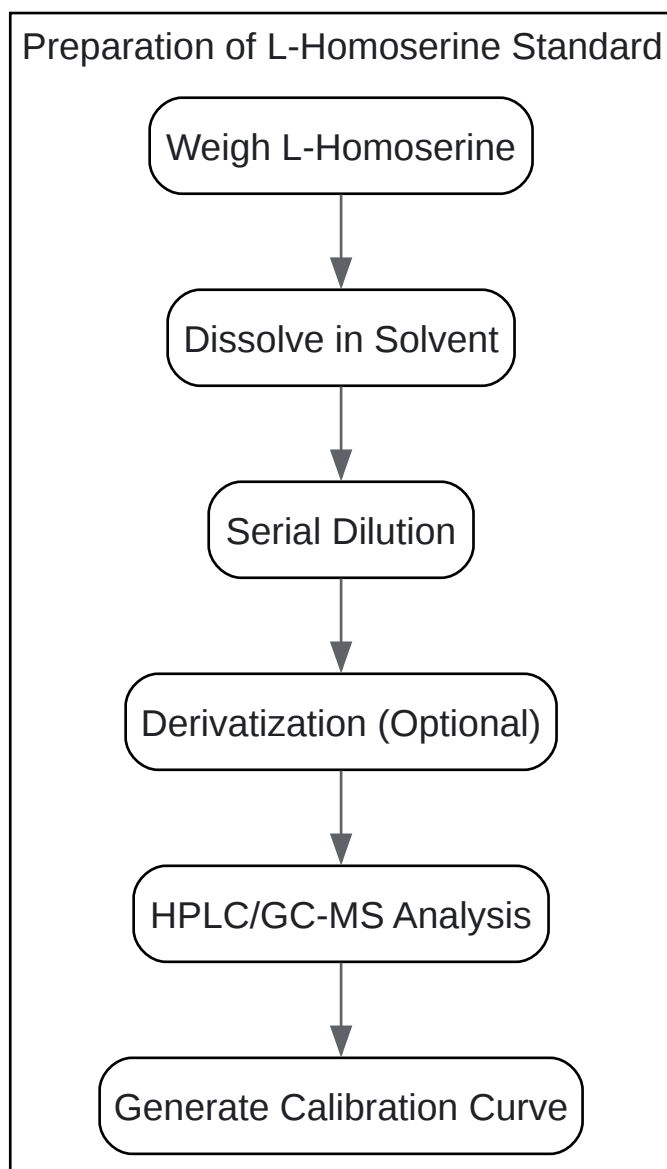 Preparation of L-Homoserine Standard
Weigh L-Homoserine
Dissolve in Solvent
Serial Dilution
Derivatization (Optional)
HPLC/GC-MS Analysis
Generate Calibration Curve